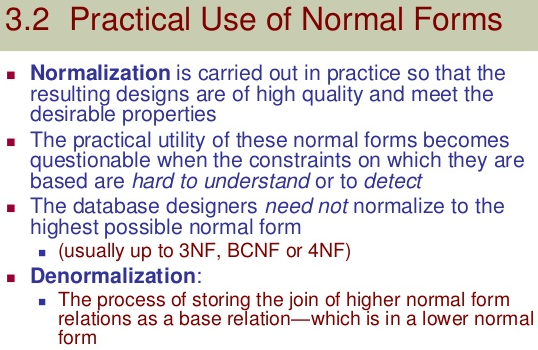 3.2 Practical Use of Normal Forms
Normalization is carried out in practice so that the
resulting designs are of high quality and meet the
desirable properties
The practical utility of these normal forms becomes
questionable when the constraints on which they are
based are hard to understand or to detect
The database designers need not normalize to the
highest possible normal form
(usually up to 3NF, BCNF or 4NF)
Denormalization:
The process of storing the join of higher normal form
relations as a base relation—which is in a lower normal
form